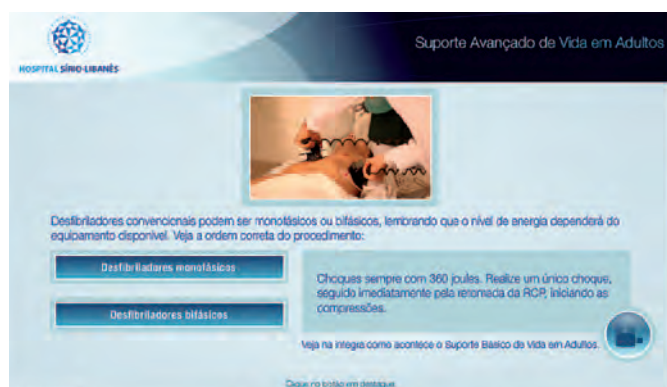 HOSPITAL SÍRIO-LIBANÊS
Suporte Avançado de Vida em Adultos
Desfibriladores convencionais podem ser monofásicos ou bifásicos, lembrando que o nível de energia dependerá do
equipamento disponível. Veja a ordem correta do procedimento:
Desfibriladores monofásicos
Desfibriladores bifásicos
Choques sempre com 360 joules. Realize um único choque,
seguido imediatamente pela retomada da RCP, iniciando as
compressões.
Veja na íntegra como acontece o Suporte Básico de Vida em Adultos.
Clique no botão em destaque